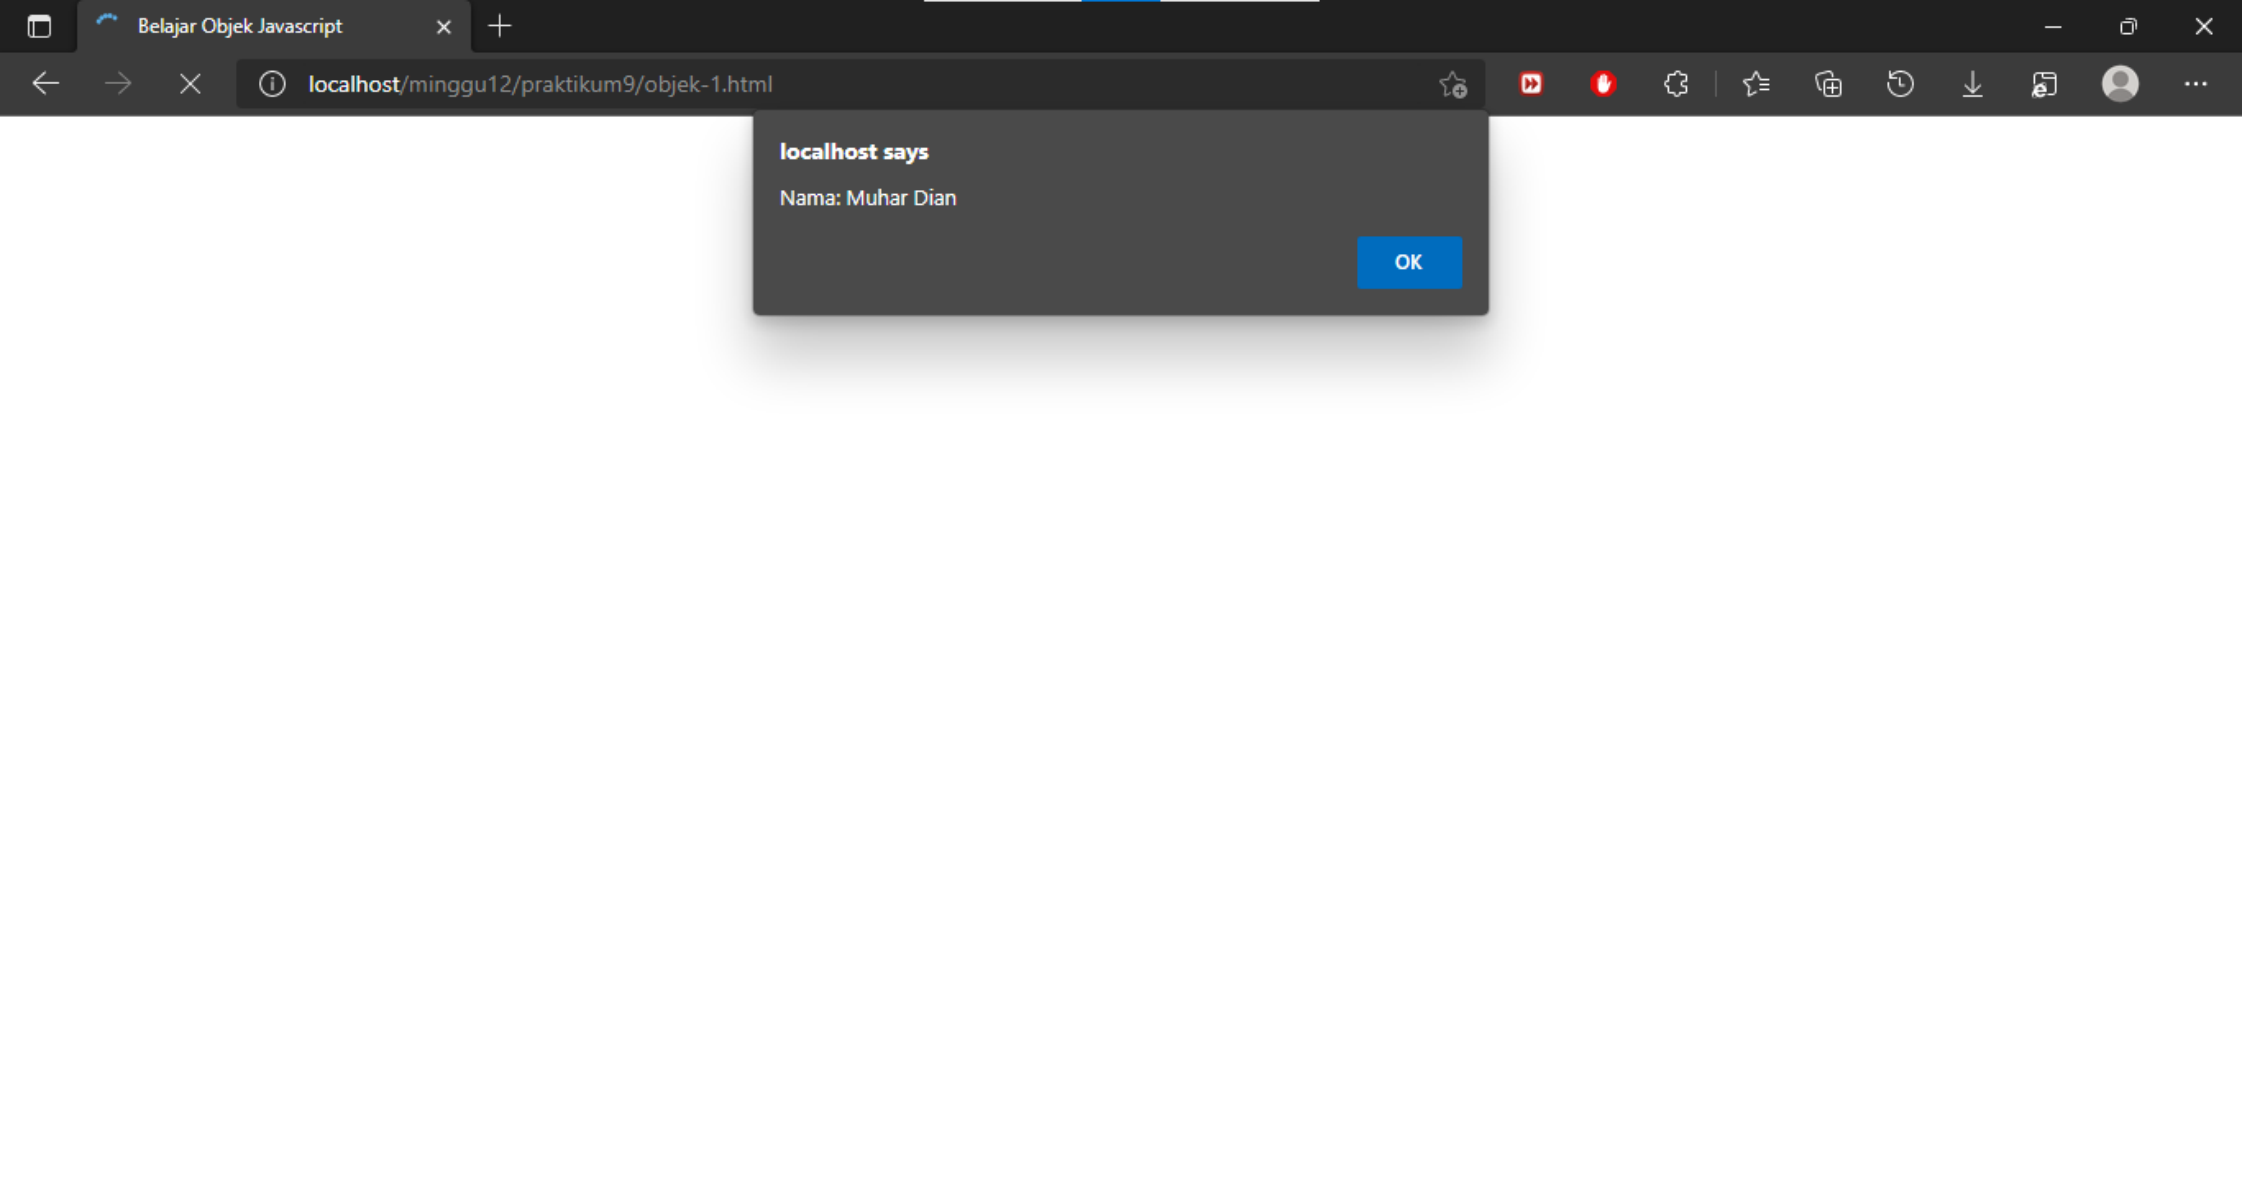 Belajar Objek Javascript
localhost/minggu12/praktikum9/objek-1.html
localhost says
Nama: Muhar Dian
OK